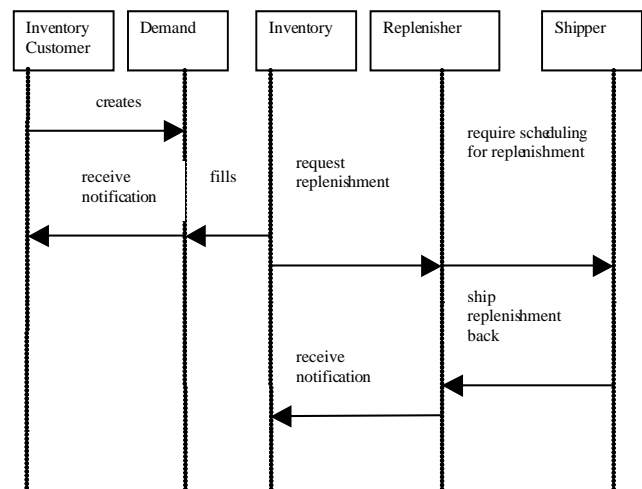 Inventory
Customer
Demand
Inventory
Replenisher
Shipper
creates
require scheduling
for replenishment
receive
notification
fills
request
replenishment
ship
replenishment
back
receive
notification